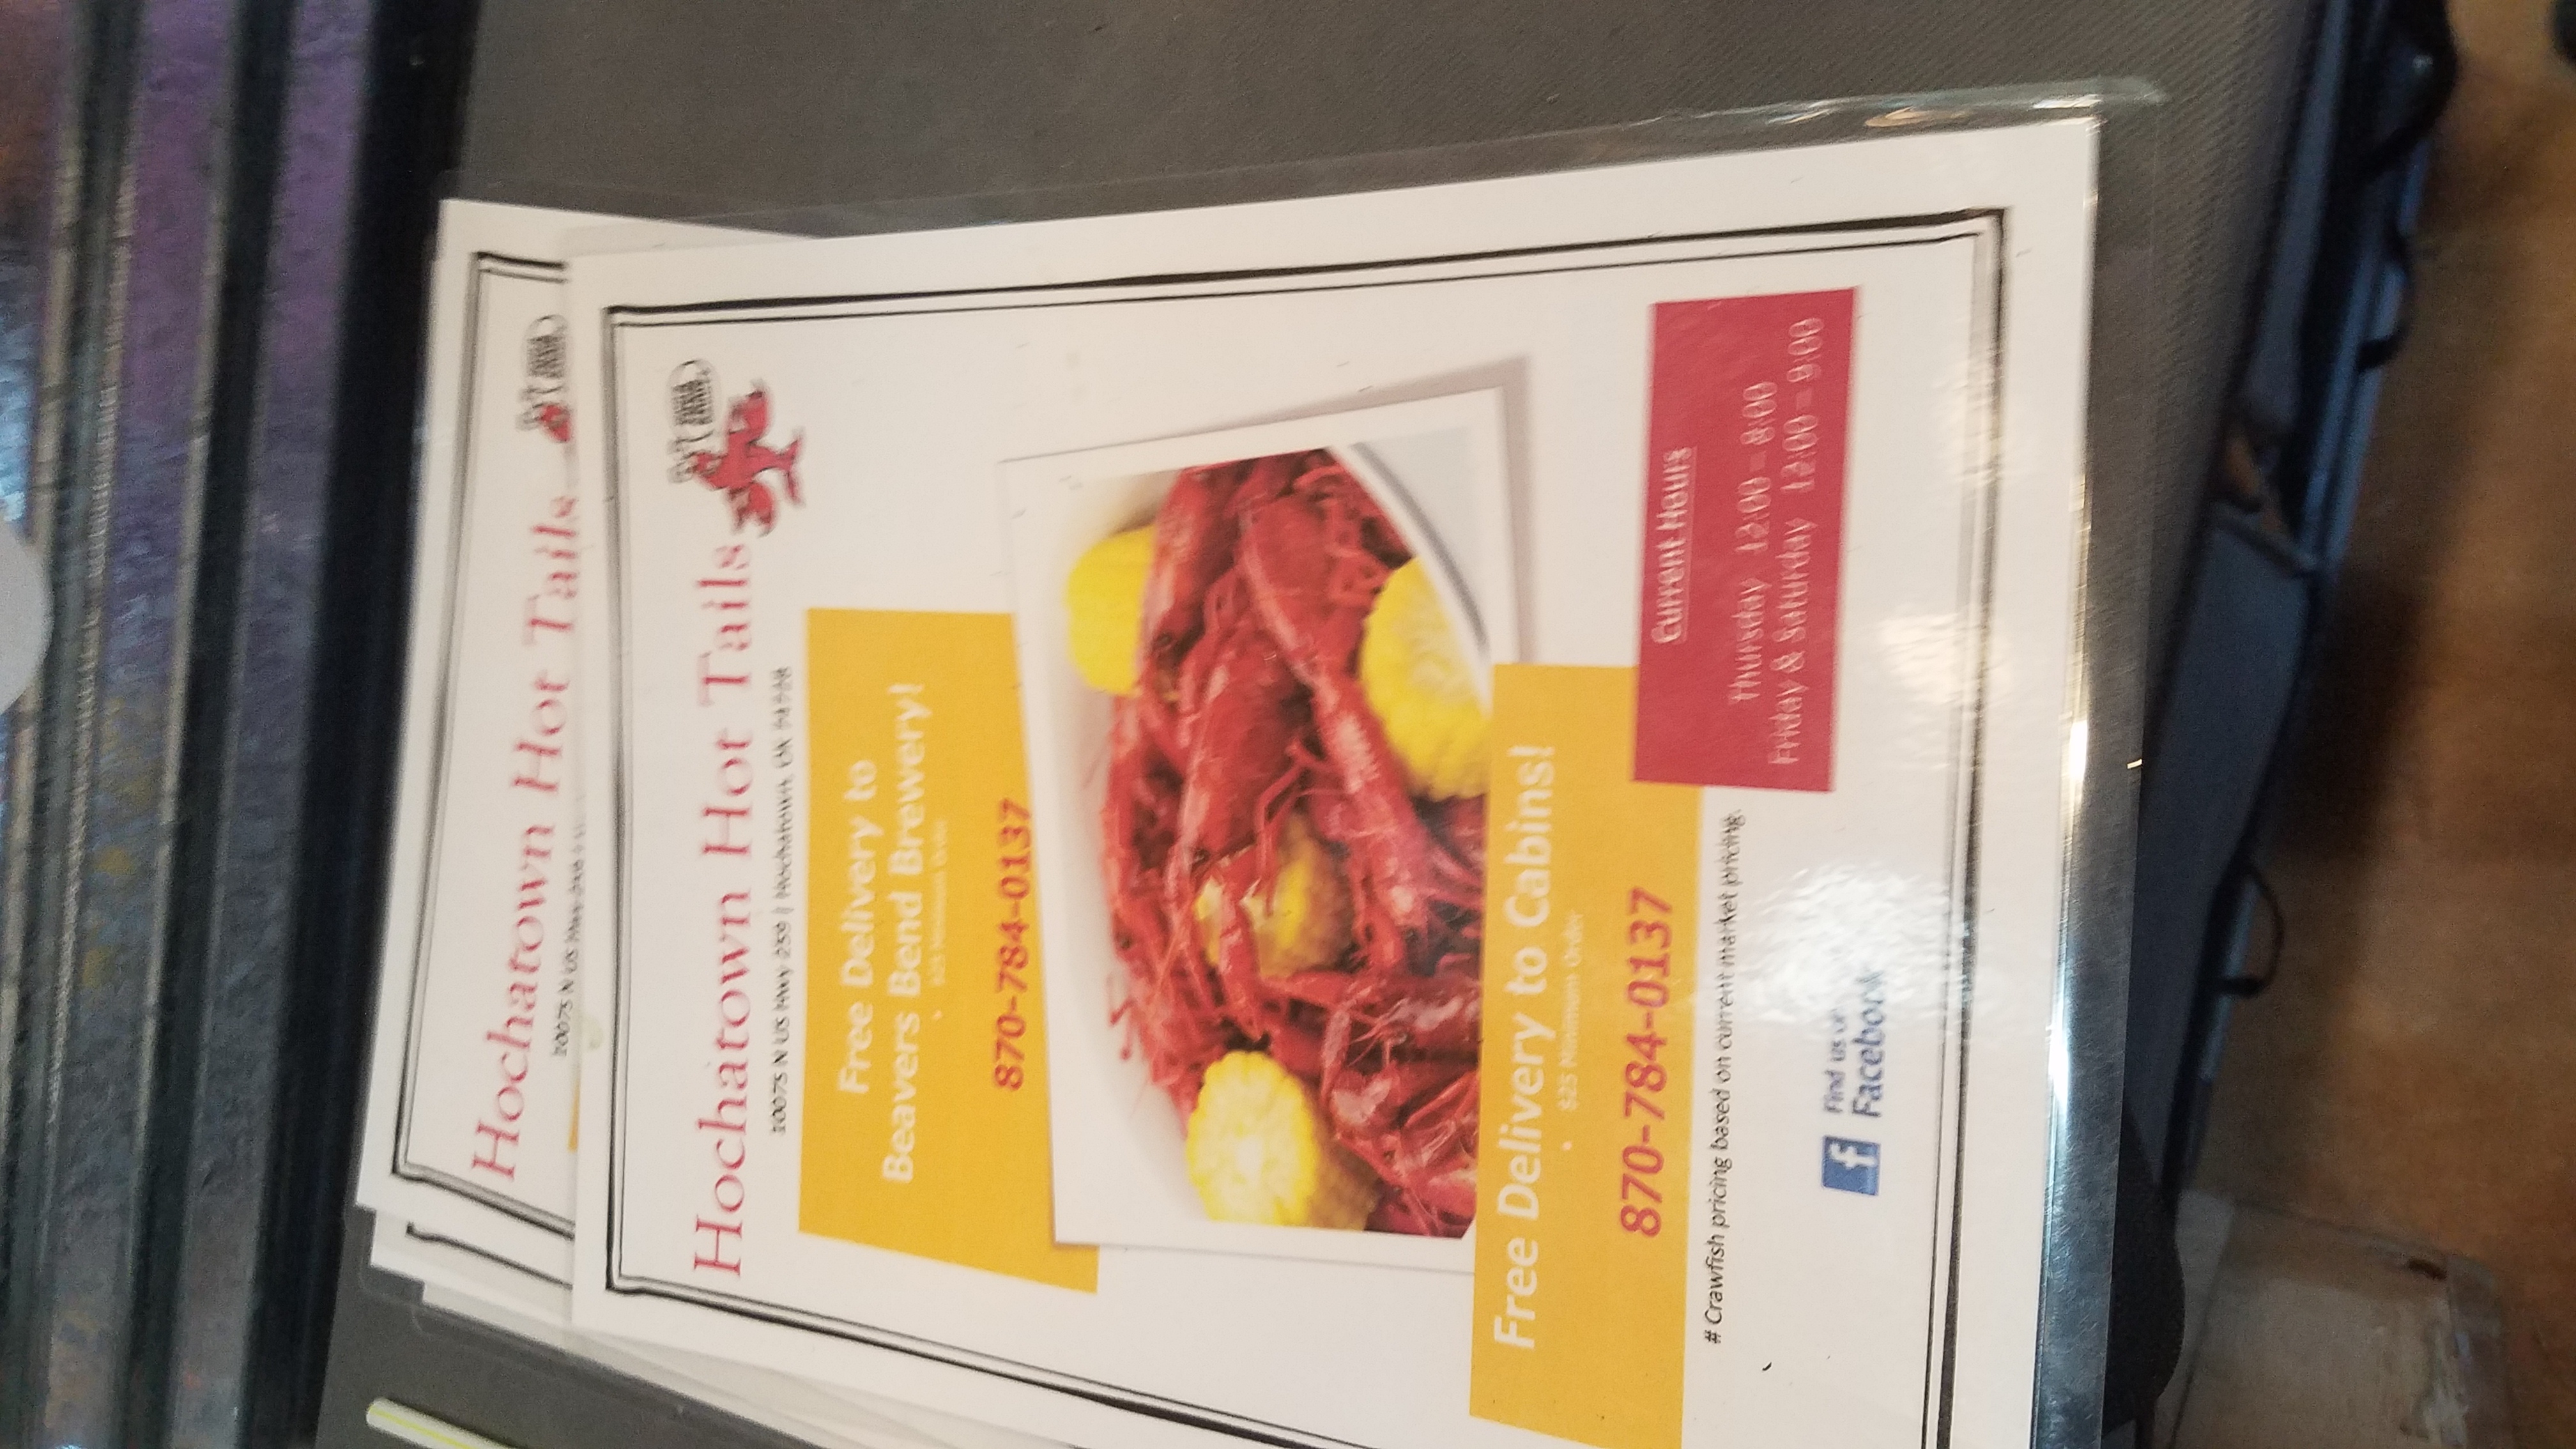 Hochatown Hot Tails
10075 N US Hwy 259
Hochatown Hot Tails
10075 N US Hwy 259 | Hochatown, OK 74728
Free Delivery to
Beavers Bend Brewery!
• $25 Minimum Order
870-784-0137
Free Delivery to Cabins!
• $25 Minimum Order
870-784-0137
# Crawfish pricing based on current market pricing.
Current Hours
Thursday 12:00 – 8:00
Friday & Saturday 12:00 – 9:00
Find us on
Facebook